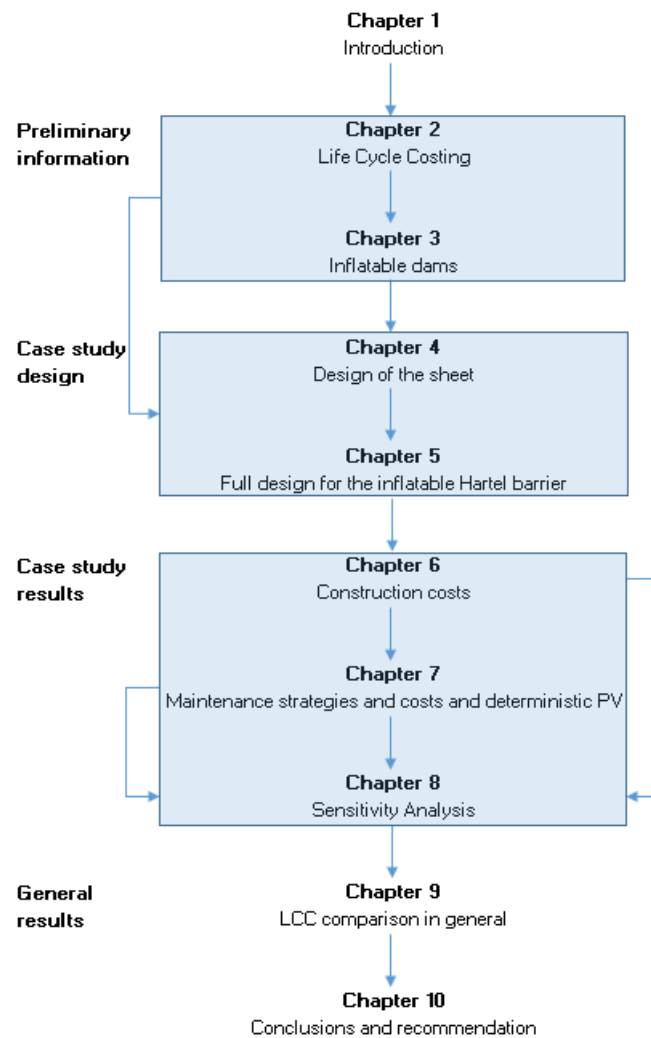 Chapter 1
Introduction
Preliminary
information
Chapter 2
Life Cycle Costing
Chapter 3
Inflatable dams
Case study
design
Chapter 4
Design of the sheet
Chapter 5
Full design for the inflatable Hartel barrier
Case study
results
Chapter 6
Construction costs
Chapter 7
Maintenance strategies and costs and deterministic PV
Chapter 8
Sensitivity Analysis
General
results
Chapter 9
LCC comparison in general
Chapter 10
Conclusions and recommendation